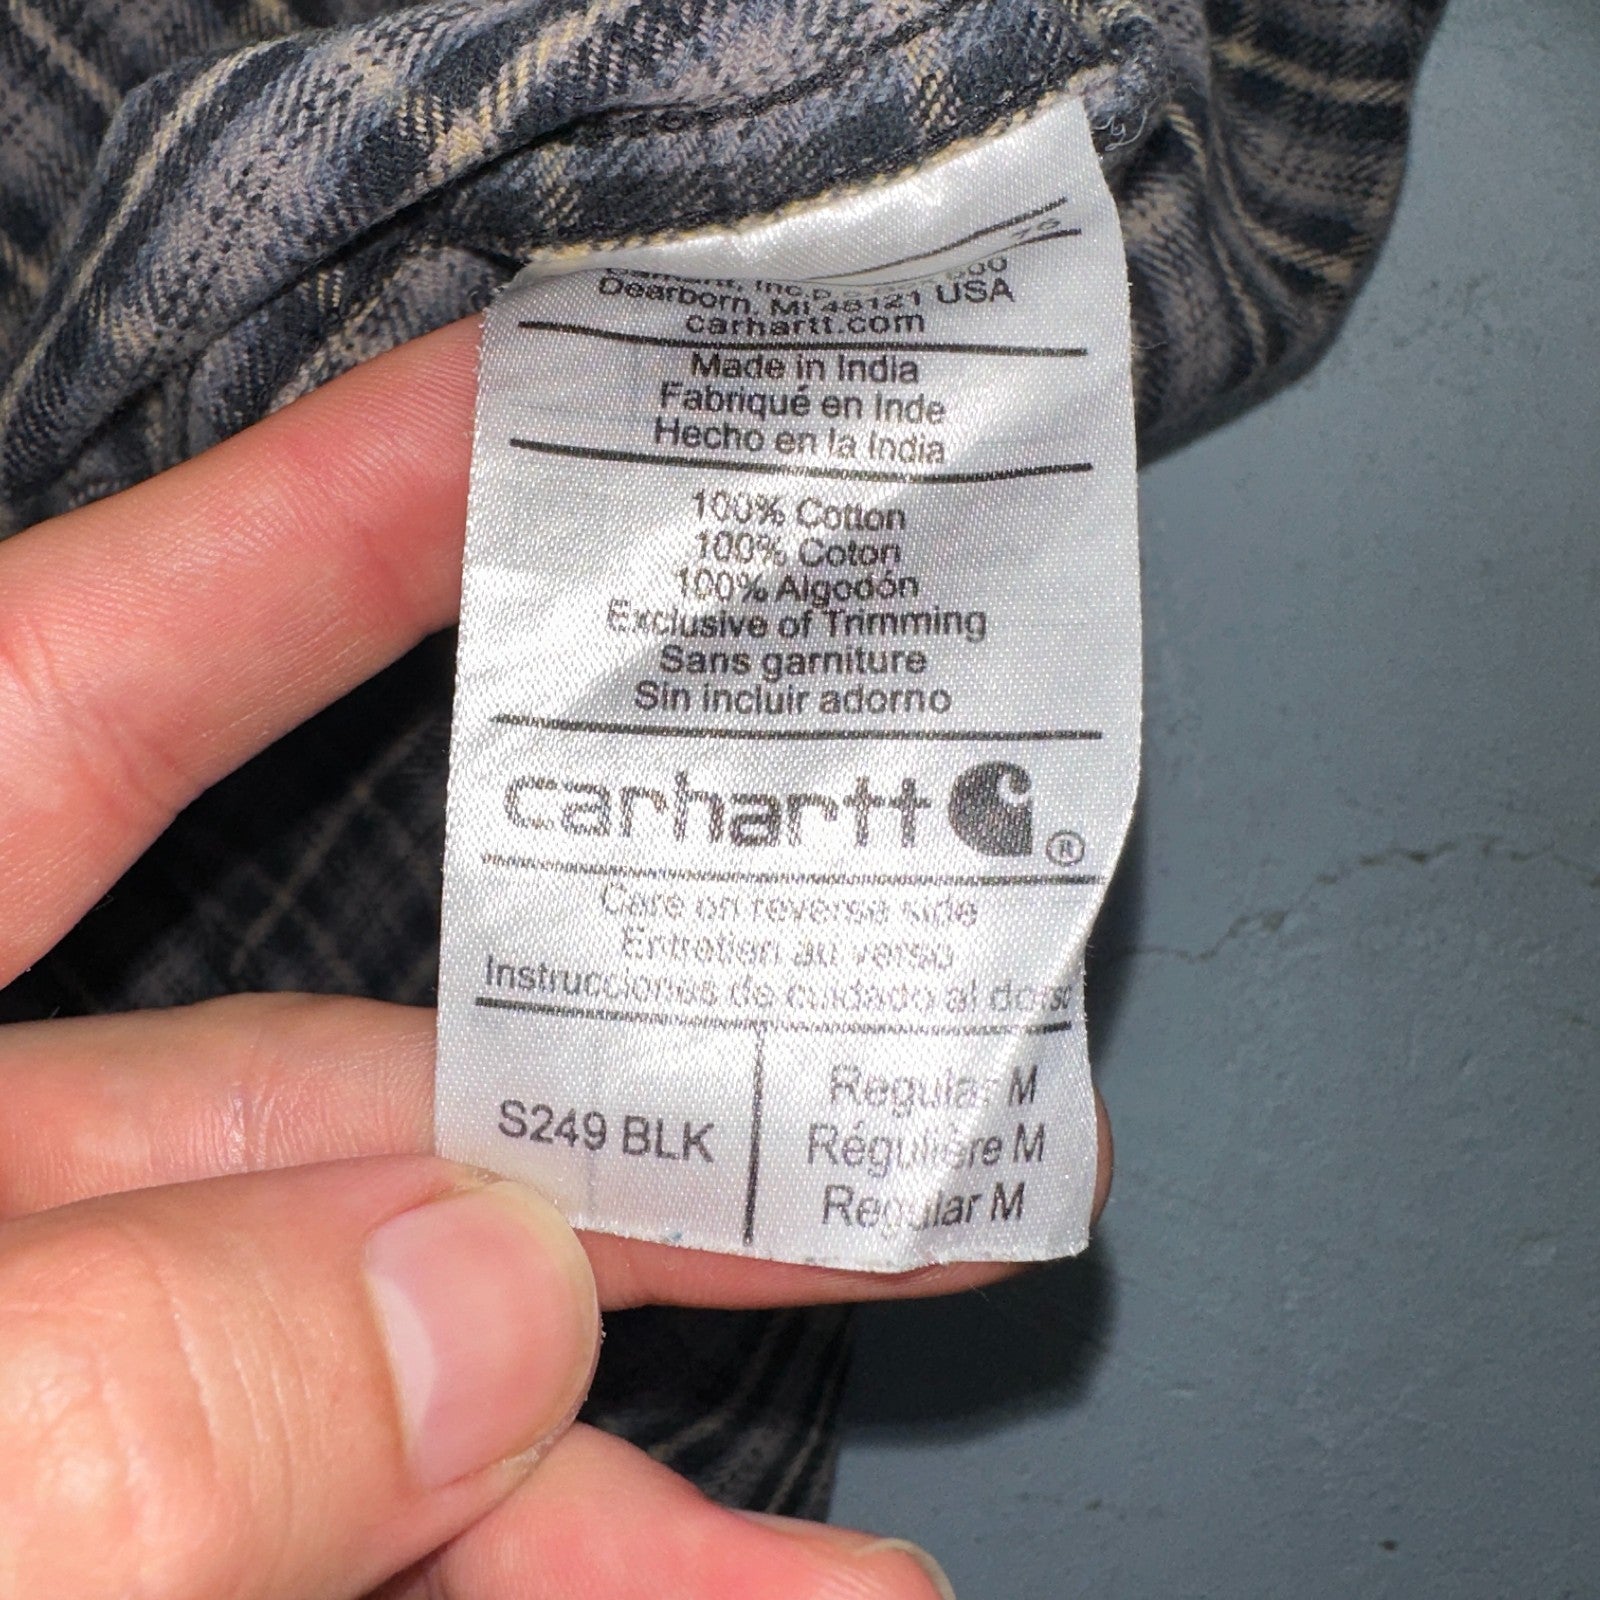 Dearborn, MI 48121 USA
carhartt.com
Made in India
Fabriqué en Inde
Hecho en la India
100% Cotton
100% Coton
100% Algodón
Exclusive of Trimming
Sans garniture
Sin incluir adorno
carhartt ®
Care on reverse side
Entretien au verso
Instrucciones de cuidado al dorso
S249 BLK
Regular M
Régulière M
Regular M